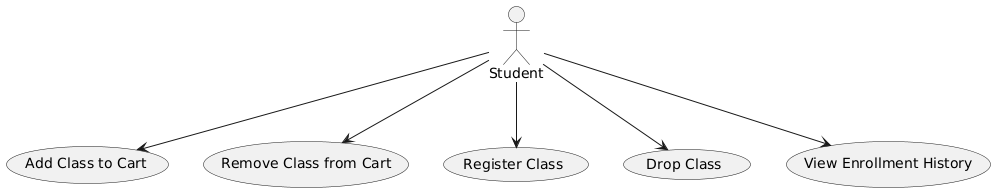 Student
Add Class to Cart
Remove Class from Cart
Register Class
Drop Class
View Enrollment History